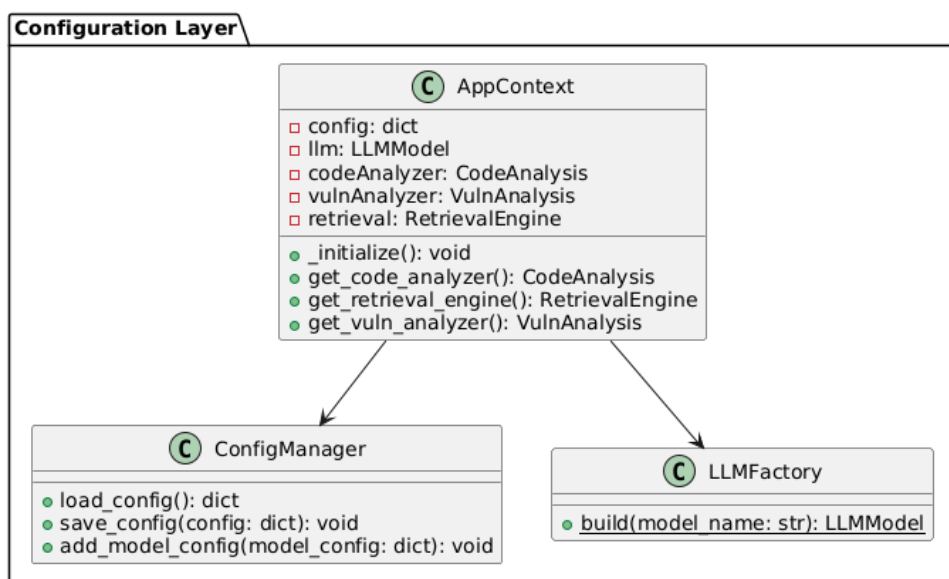 Configuration Layer
C AppContext
config: dict
llm: LLMModel
codeAnalyzer: CodeAnalysis
vulnAnalyzer: VulnAnalysis
retrieval: RetrievalEngine
_initialize(): void
get_code_analyzer(): CodeAnalysis
get_retrieval_engine(): RetrievalEngine
get_vuln_analyzer(): VulnAnalysis
C ConfigManager
load_config(): dict
save_config(config: dict): void
add_model_config(model_config: dict): void
C LLMFactory
build(model_name: str): LLMModel